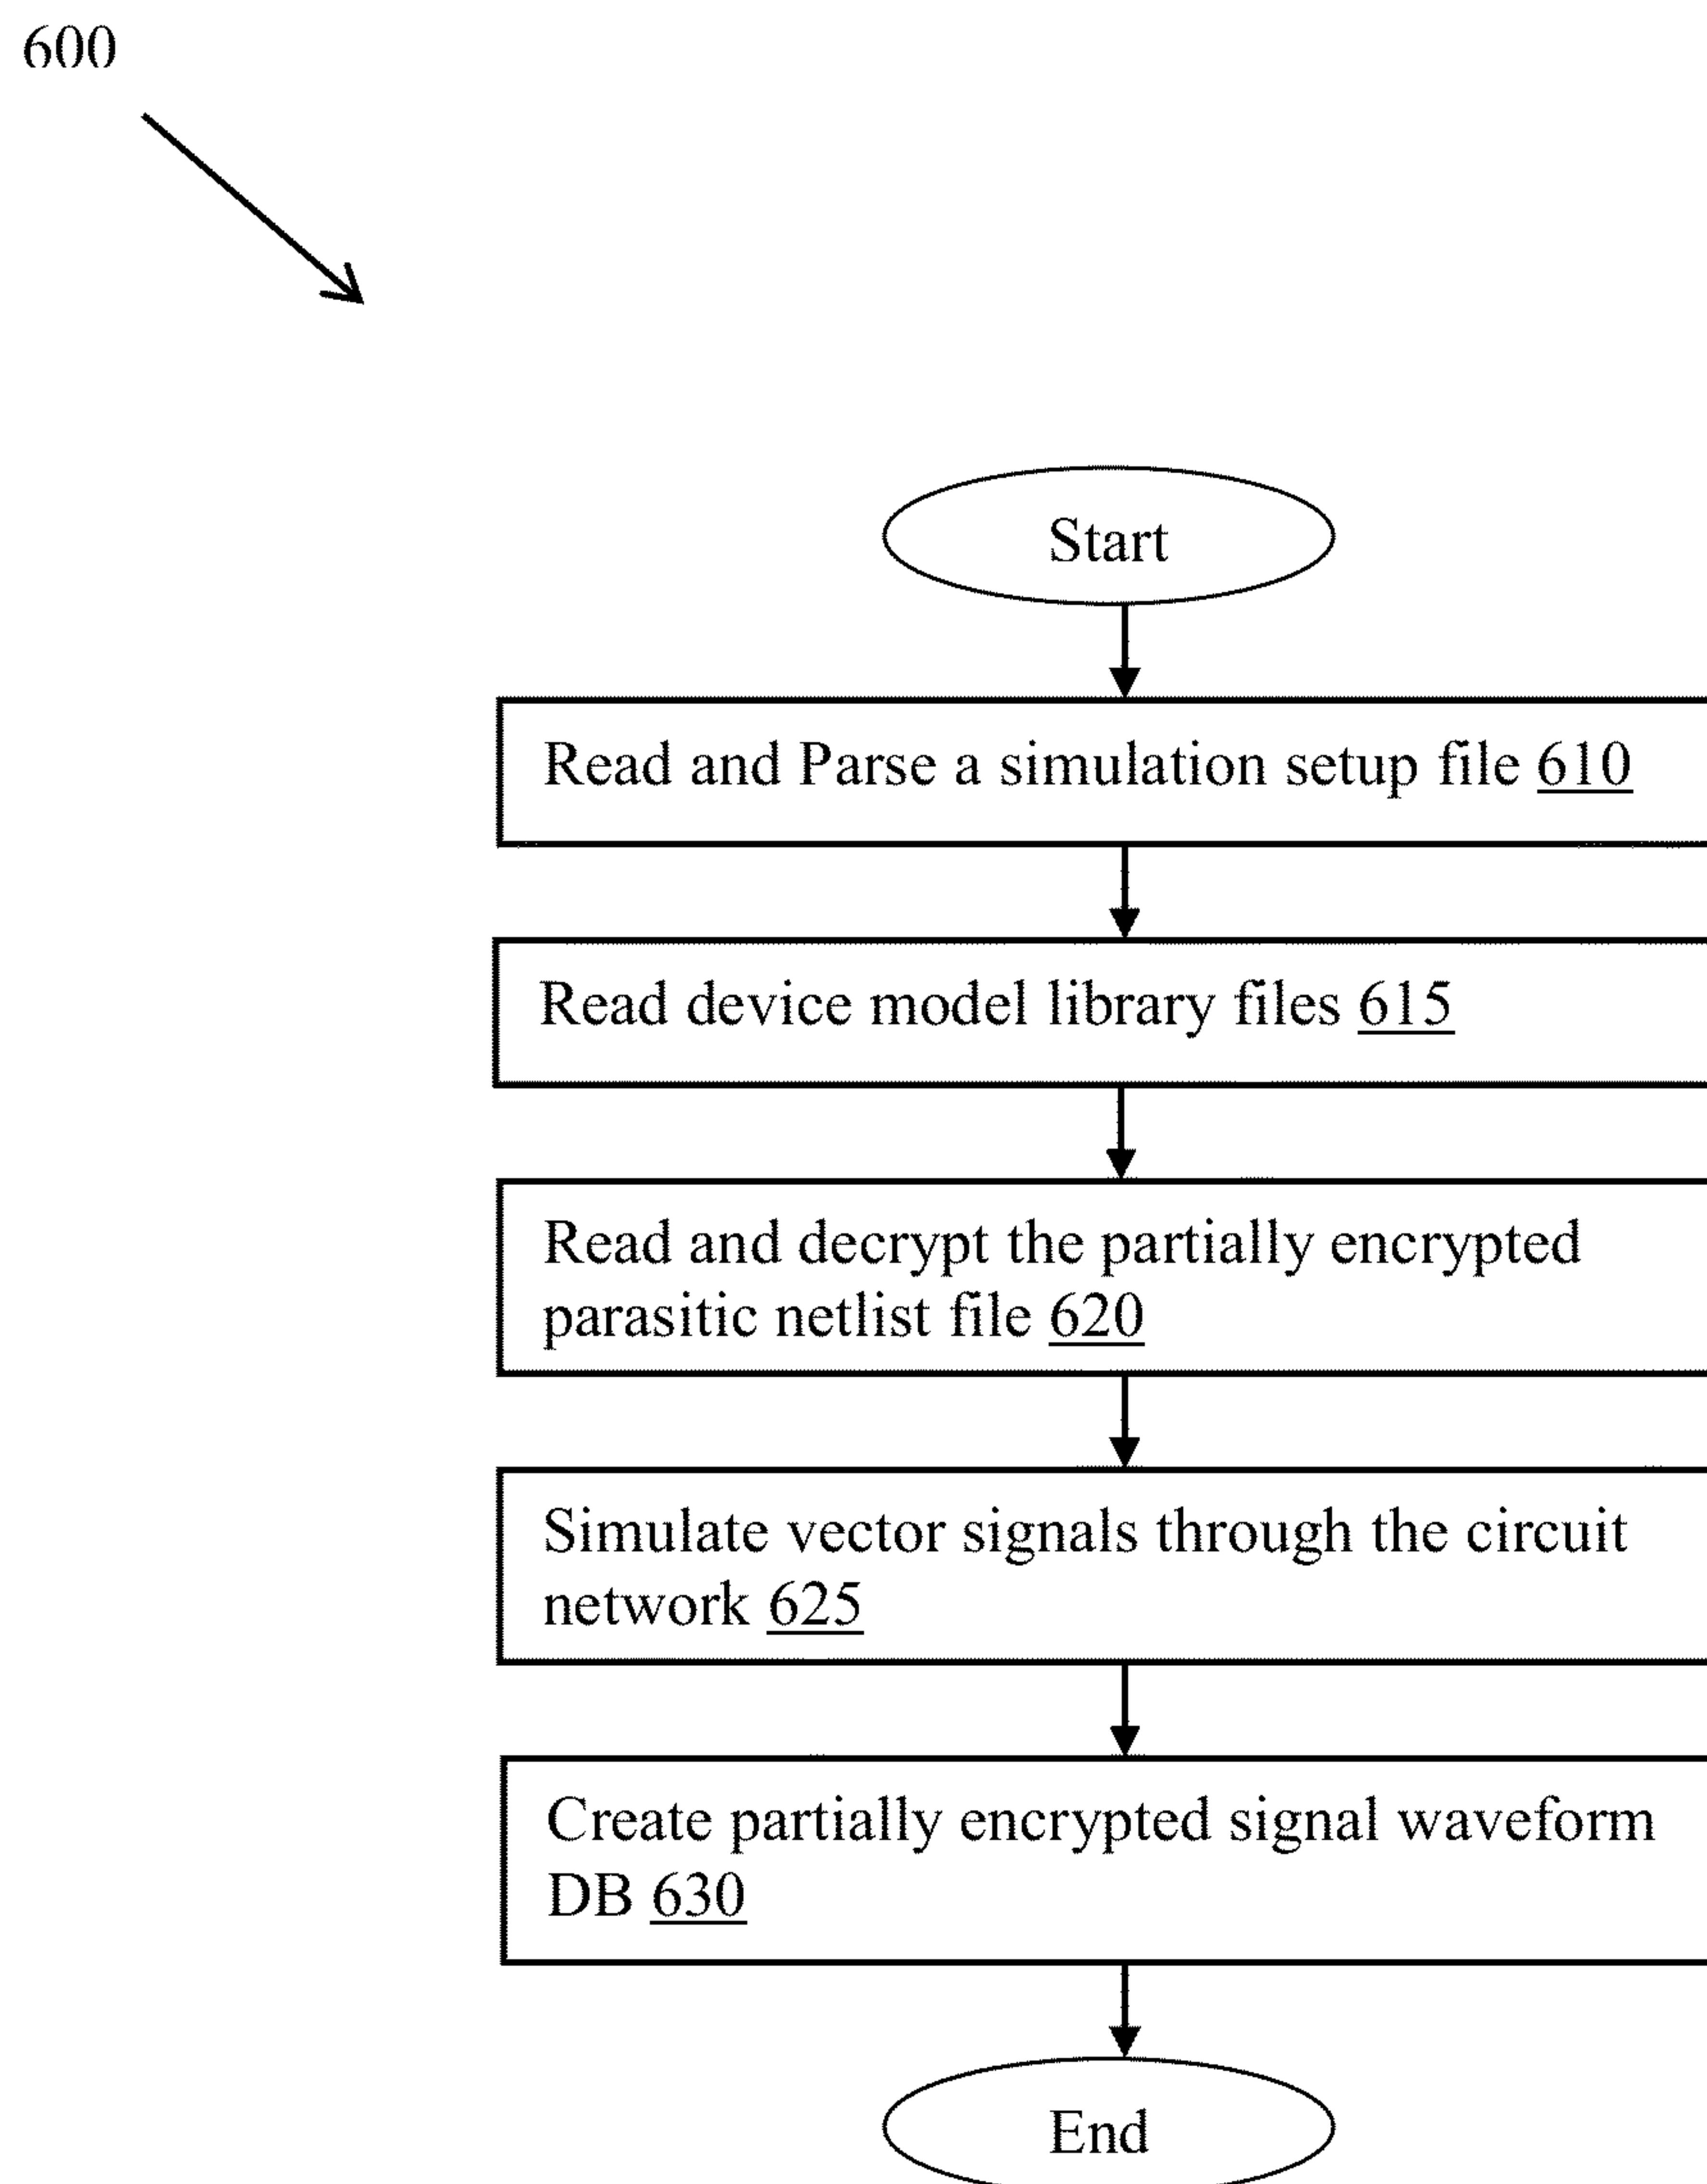 600
Start
Read and Parse a simulation setup file 610
Read device model library files 615
Read and decrypt the partially encrypted
parasitic netlist file 620
Simulate vector signals through the circuit
network 625
Create partially encrypted signal waveform
DB 630
End